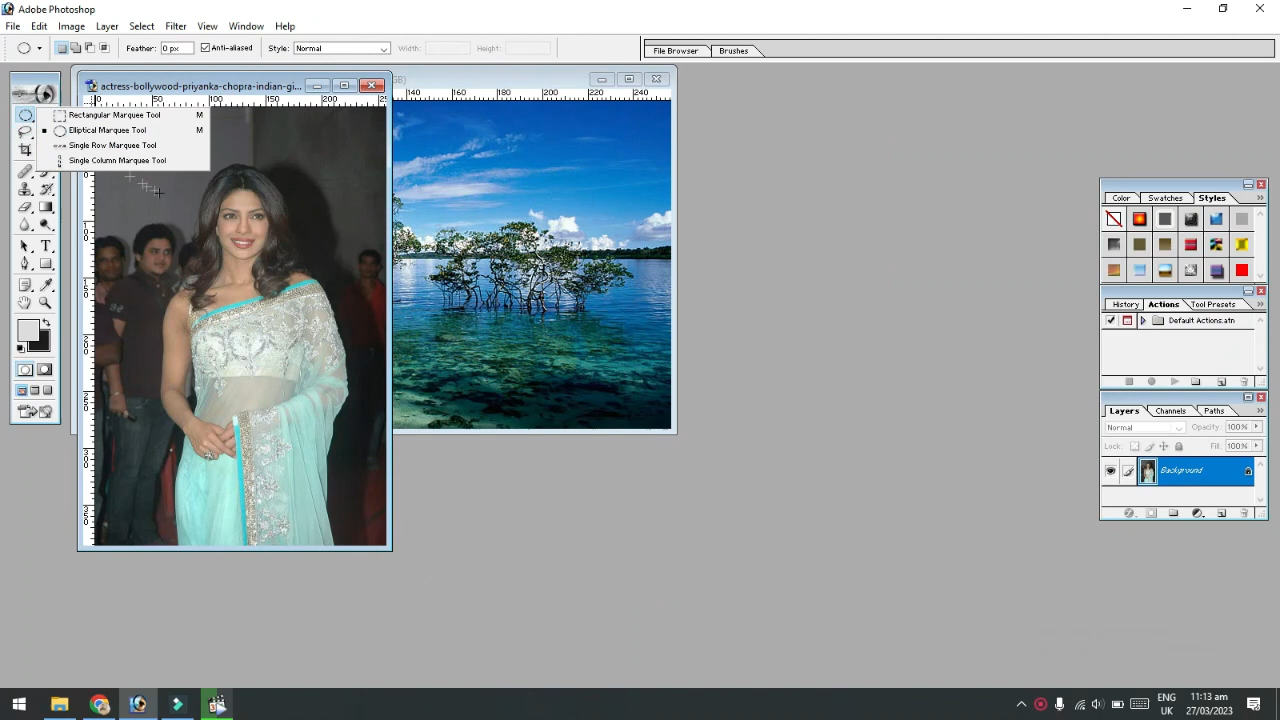 Adobe Photoshop
File Edit Image Layer Select Filter View Window Help
Feather: 0 px Anti-aliased Style: Normal Width: Height: File Browser Brushes
actress-bollywood-priyanka-chopra-indian-gi...
0 50 100 150 200
140 160 180 200 220 240
Rectangular Marquee Tool M
Elliptical Marquee Tool M
Single Row Marquee Tool
Single Column Marquee Tool
T
Color Swatches Styles
History Actions Tool Presets
Default Actions.atn
Layers Channels Paths
Normal Opacity: 100%
Lock: Fill: 100%
Background
ENG 11:13 am
UK 27/03/2023